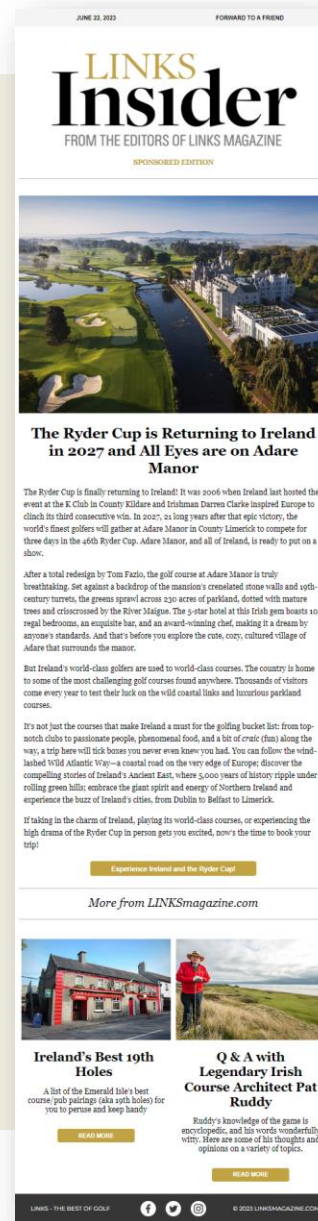 JUNE 22, 2023
FORWARD TO A FRIEND
LINKS
Insider
FROM THE EDITORS OF LINKS MAGAZINE
SPONSORED EDITION
The Ryder Cup is Returning to Ireland
in 2027 and All Eyes are on Adare
Manor
The Ryder Cup is finally returning to Ireland! It was 2006 when Ireland last hosted the
event at the K Club in County Kildare and Irishman Darren Clarke inspired Europe to
clinch its third consecutive win. In 2027, 21 long years after that epic victory, the
world's finest golfers will gather at Adare Manor in County Limerick to compete for
three days in the 46th Ryder Cup. Adare Manor, and all of Ireland, is ready to put on a
show.
After a total redesign by Tom Fazio, the golf course at Adare Manor is truly
breathtaking. Set against a backdrop of the mansion's crenelated stone walls and 19th-
century turrets, the greens sprawl across 230 acres of parkland, dotted with mature
trees and crisscrossed by the River Maigue. The 5-star hotel at this Irish gem boasts 10
regal bedrooms, an exquisite bar, and an award-winning chef, making it a dream by
anyone's standards. And that's before you explore the cute, cozy, cultured village of
Adare that surrounds the manor.
But Ireland's world-class golfers are used to world-class courses. The country is home
to some of the most challenging golf courses found anywhere. Thousands of visitors
come every year to test their luck on the wild coastal links and luxurious parkland
courses.
It's not just the courses that make Ireland a must for the golfing bucket list: from top-
notch clubs to passionate people, phenomenal food, and a bit of craic (fun) along the
way, a trip here will tick boxes you never even knew you had. You can follow the wind-
lashed Wild Atlantic Way—a coastal road on the very edge of Europe; discover the
compelling stories of Ireland's Ancient East, where 5,000 years of history ripple under
rolling green hills; embrace the giant spirit and energy of Northern Ireland and
experience the buzz of Ireland's cities, from Dublin to Belfast to Limerick.
If taking in the charm of Ireland, playing its world-class courses, or experiencing the
high drama of the Ryder Cup in person gets you excited, now's the time to book your
trip!
Experience Ireland and the Ryder Cup!
More from LINKSmagazine.com
Ireland's Best 19th
Holes
A list of the Emerald Isle's best
course/pub pairings (aka 19th holes) for
you to peruse and keep handy
READ MORE
Q & A with
Legendary Irish
Course Architect Pat
Ruddy
Ruddy's knowledge of the game is
encyclopedic, and his words wonderfully
witty. Here are some of his thoughts and
opinions on a variety of topics.
READ MORE
LINKS - THE BEST OF GOLF
© 2023 LINKSMAGAZINE.COM